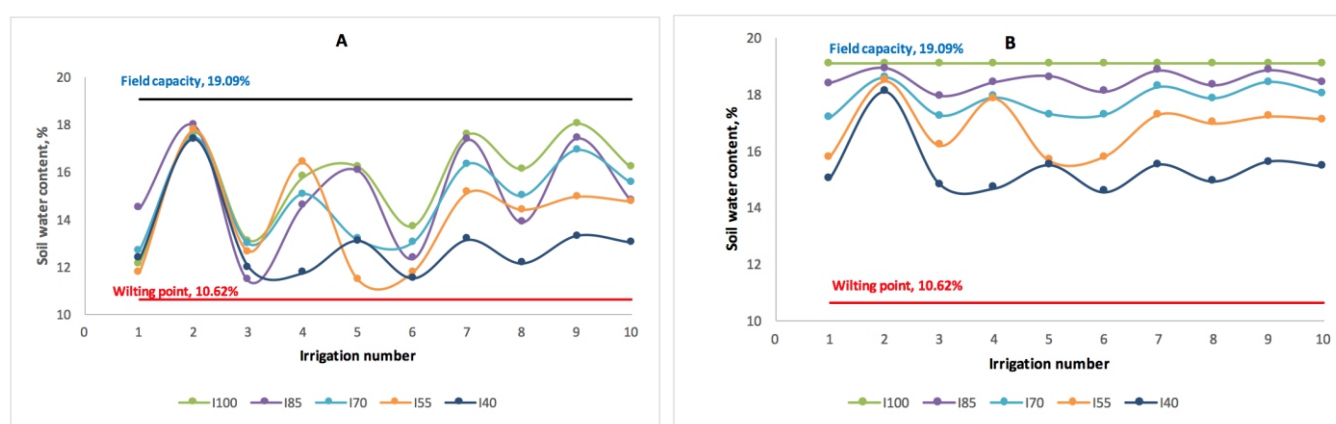 A
Field capacity, 19.09%
Soil water content, %
20
18
16
14
12
10
Wilting point, 10.62%
0 1 2 3 4 5 6 7 8 9 10
Irrigation number
I100 I85 I70 I55 I40
B
Field capacity, 19.09%
Soil water content, %
20
18
16
14
12
10
Wilting point, 10.62%
0 1 2 3 4 5 6 7 8 9 10
Irrigation number
I100 I85 I70 I55 I40